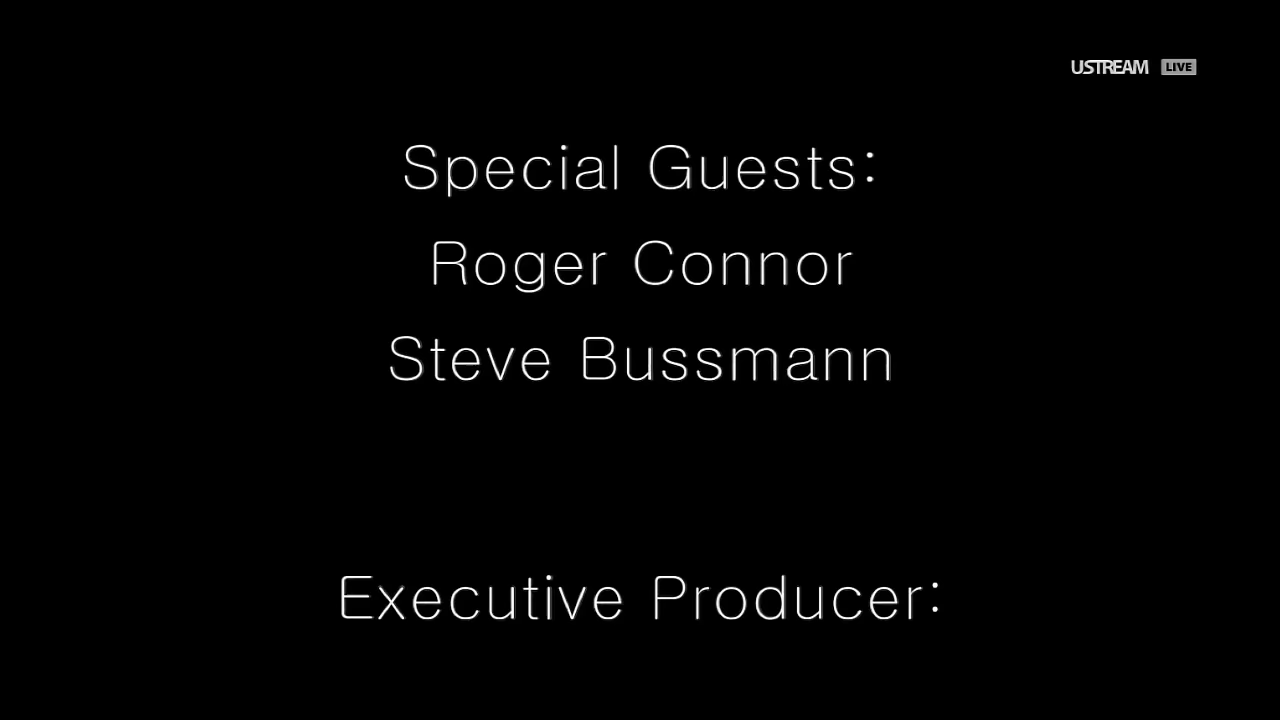 USTREAM LIVE
Special Guests:
Roger Connor
Steve Bussmann
Executive Producer: